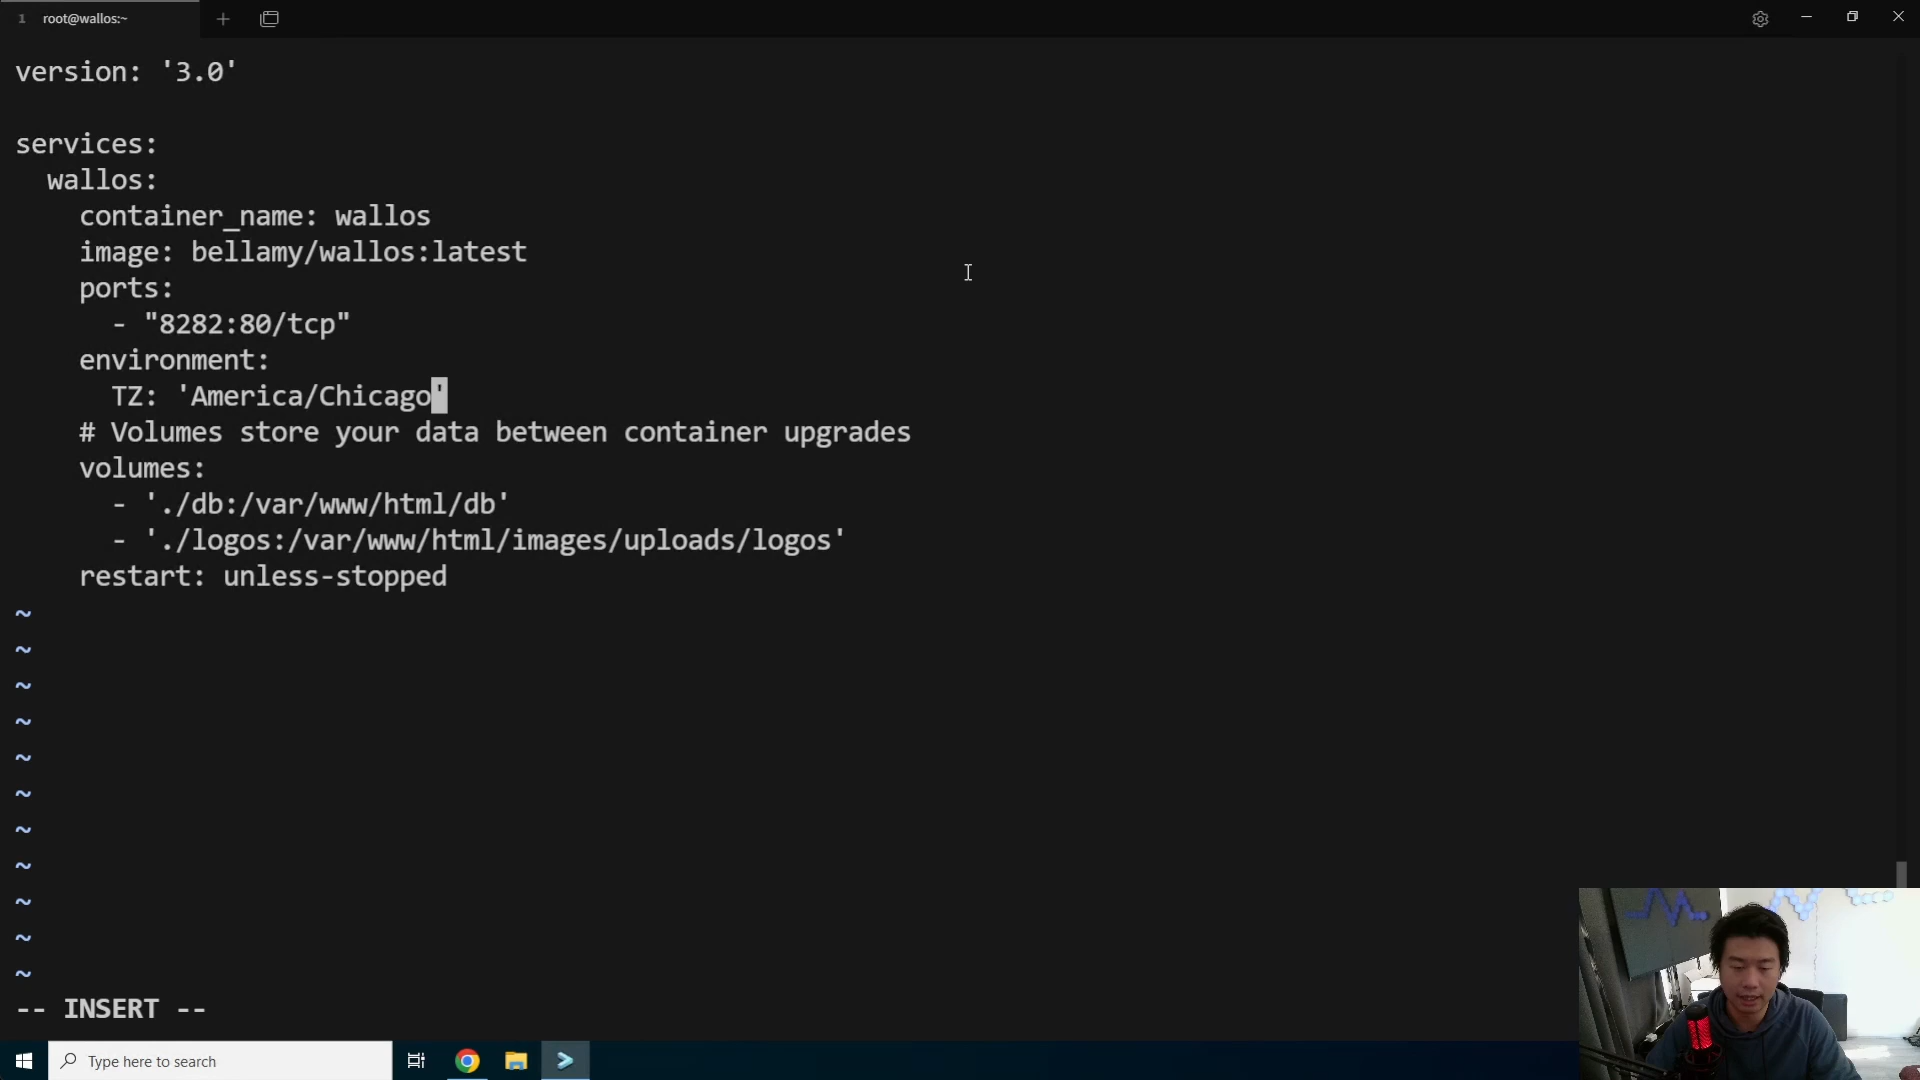 1 root@wallos:~
version: '3.0'
services:
wallos:
container_name: wallos
image: bellamy/wallos:latest
ports:
- "8282:80/tcp"
environment:
TZ: 'America/Chicago'
# Volumes store your data between container upgrades
volumes:
- './db:/var/www/html/db'
- './logos:/var/www/html/images/uploads/logos'
restart: unless-stopped
~
~
~
~
~
~
~
~
~
~
~
-- INSERT --
Type here to search